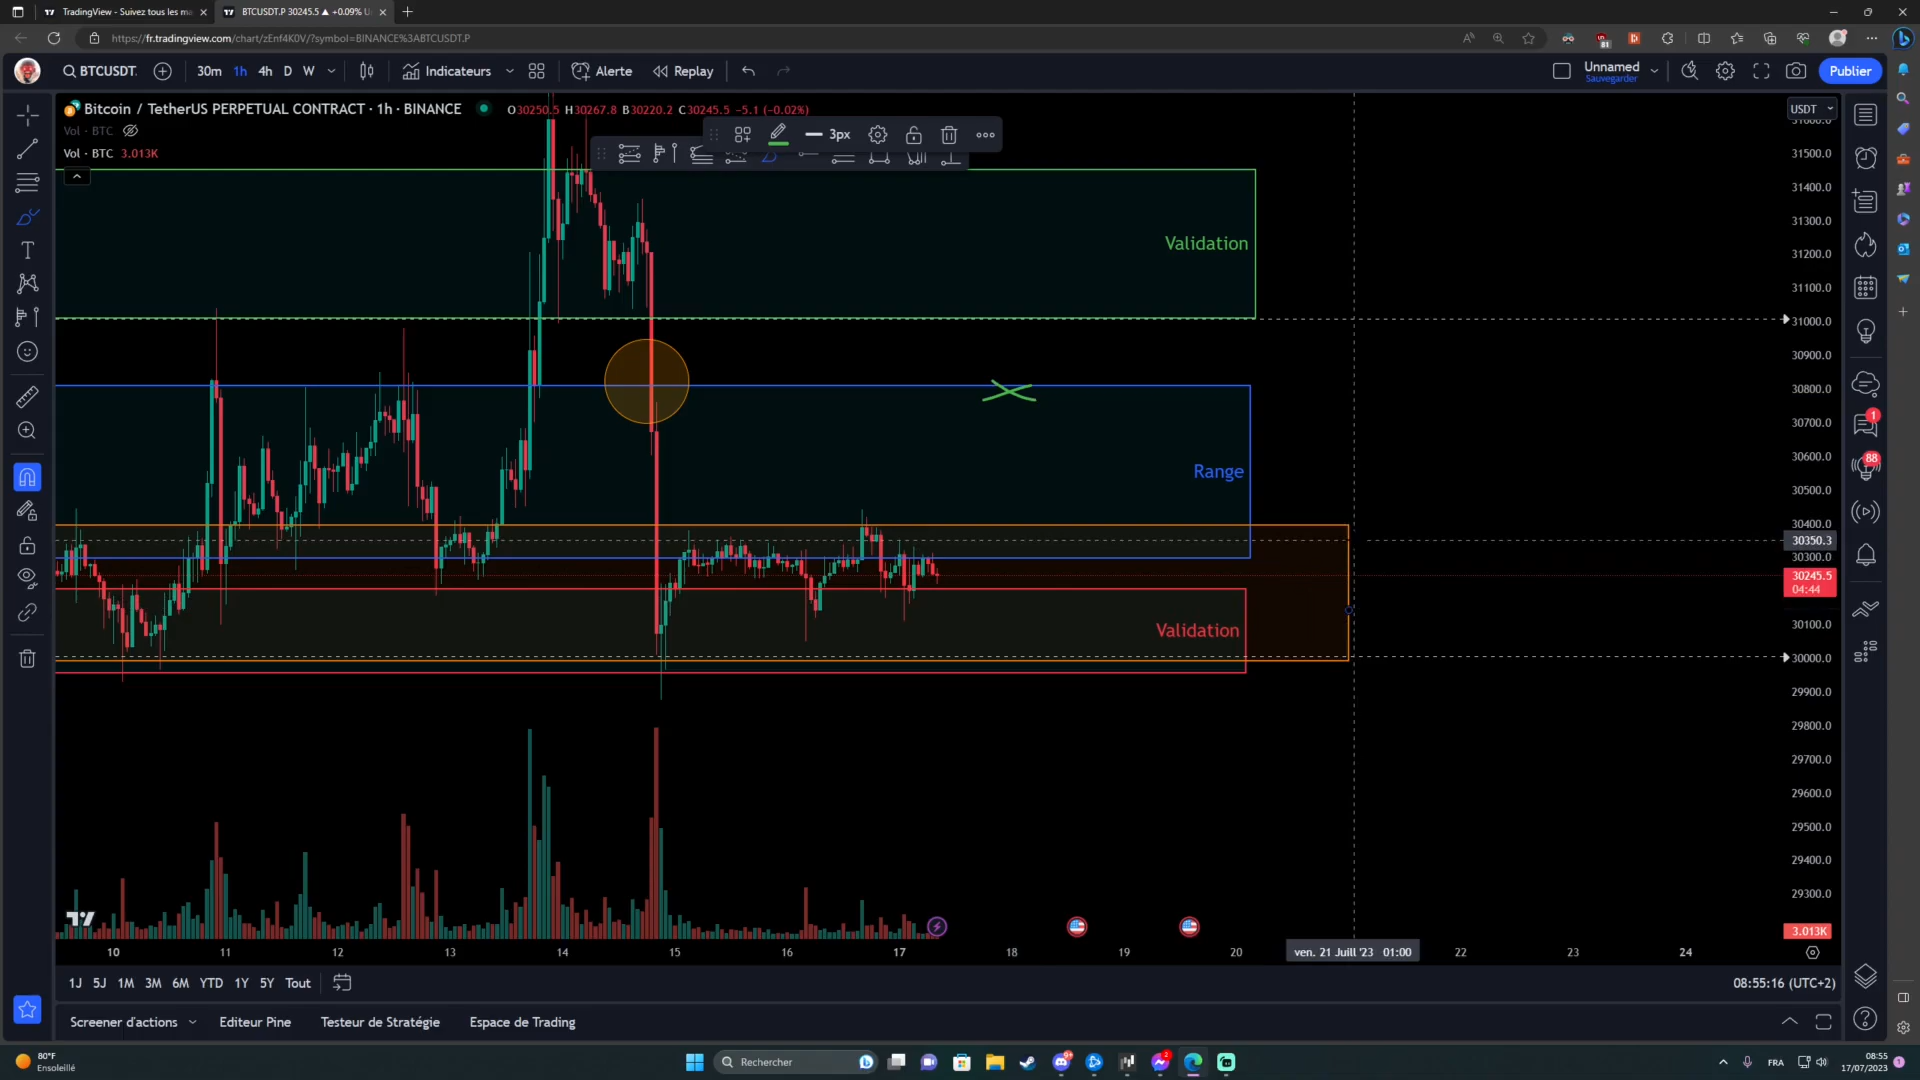 TradingView - Suivez tous les ma
BTCUSDT.P 30245.5 ▲ +0.09% U
https://fr.tradingview.com/chart/zEnf4K0V/?symbol=BINANCE%3ABTCUSDT.P
81
BTCUSDT. 30m 1h 4h D W Indicateurs Alerte Replay Unnamed Sauvegarder Publier
Bitcoin / TetherUS PERPETUAL CONTRACT · 1h · BINANCE O30250.5 H30267.8 B30220.2 C30245.5 −5.1 (−0.02%) USDT
Vol · BTC
Vol · BTC 3.013K
3px
31500.0
31400.0
31300.0
Validation
31200.0
31100.0
31000.0
30900.0
30800.0
1
30700.0
88
30600.0
Range
30500.0
30400.0
30350.3
30300.0
30245.5
04:44
30100.0
Validation
30000.0
29900.0
29800.0
29700.0
29600.0
29500.0
29400.0
29300.0
3.013K
10 11 12 13 14 15 16 17 18 19 20 ven. 21 Juill '23 01:00 22 23 24
1J 5J 1M 3M 6M YTD 1Y 5Y Tout 08:55:16 (UTC+2)
Screener d'actions Editeur Pine Testeur de Stratégie Espace de Trading
80°F
Ensoleillé
Rechercher
9+
2
FRA
08:55
17/07/2023
1